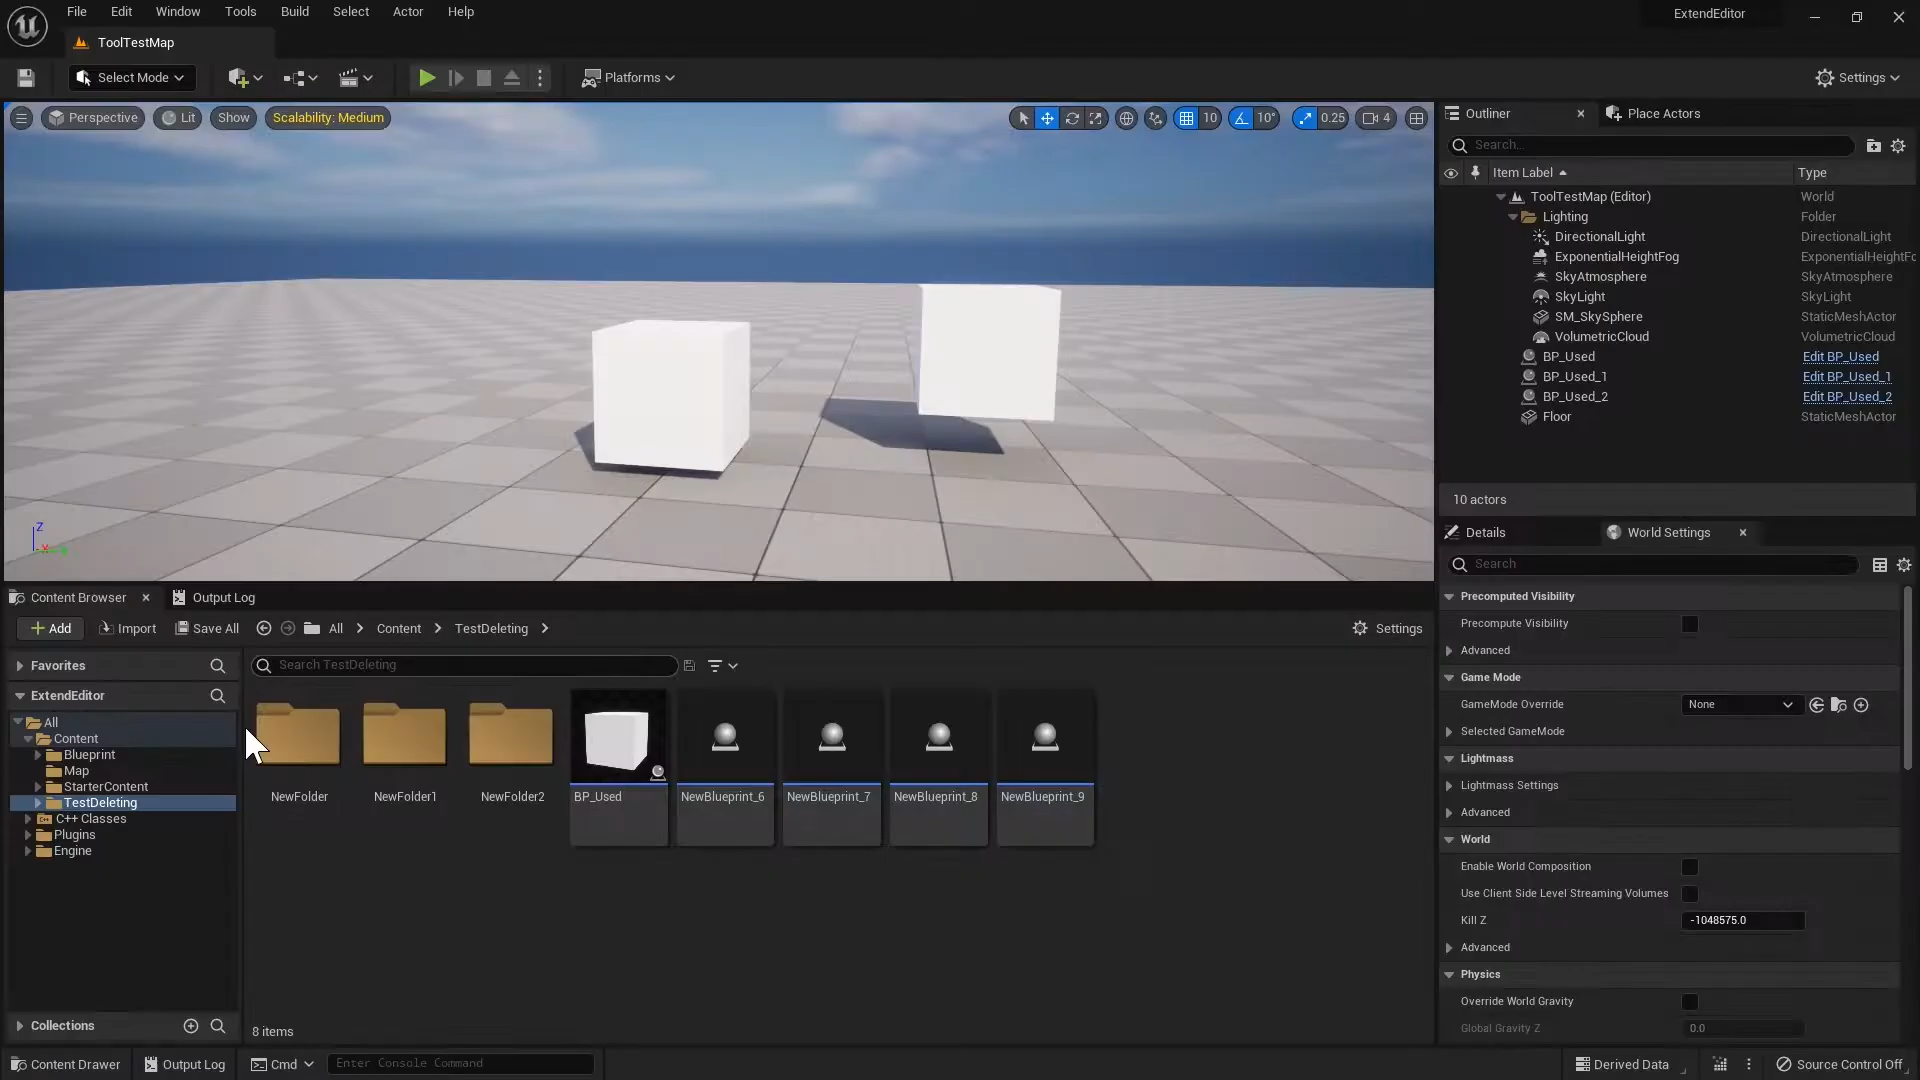 File Edit Window Tools Build Select Actor Help
ExtendEditor
ToolTestMap
Select Mode
Platforms
Settings
Perspective
Lit
Show
Scalability: Medium
10
10°
0.25
4
Outliner
Place Actors
Search...
Item Label
Type
ToolTestMap (Editor) World
Lighting Folder
DirectionalLight DirectionalLight
ExponentialHeightFog ExponentialHeightFo
SkyAtmosphere SkyAtmosphere
SkyLight SkyLight
SM_SkySphere StaticMeshActor
VolumetricCloud VolumetricCloud
BP_Used Edit BP_Used
BP_Used_1 Edit BP_Used_1
BP_Used_2 Edit BP_Used_2
Floor StaticMeshActor
10 actors
Z
Details
World Settings
Search
Precomputed Visibility
Precompute Visibility
Advanced
Game Mode
GameMode Override None
Selected GameMode
Lightmass
Lightmass Settings
Advanced
World
Enable World Composition
Use Client Side Level Streaming Volumes
Kill Z -1048575.0
Advanced
Physics
Override World Gravity
Global Gravity Z 0.0
Content Browser
Output Log
Add
Import
Save All
All
Content
TestDeleting
Settings
Favorites
ExtendEditor
All
Content
Blueprint
Map
StarterContent
TestDeleting
C++ Classes
Plugins
Engine
Collections
Search TestDeleting
NewFolder
NewFolder1
NewFolder2
BP_Used
NewBlueprint_6
NewBlueprint_7
NewBlueprint_8
NewBlueprint_9
8 items
Content Drawer
Output Log
Cmd
Enter Console Command
Derived Data
Source Control Off